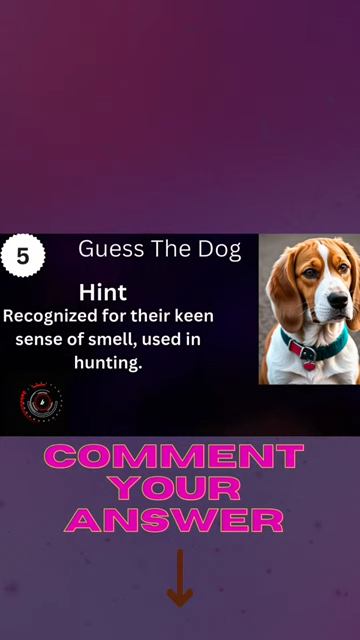 5
Guess The Dog
Hint
Recognized for their keen
sense of smell, used in
hunting.
COMMENT
YOUR
ANSWER